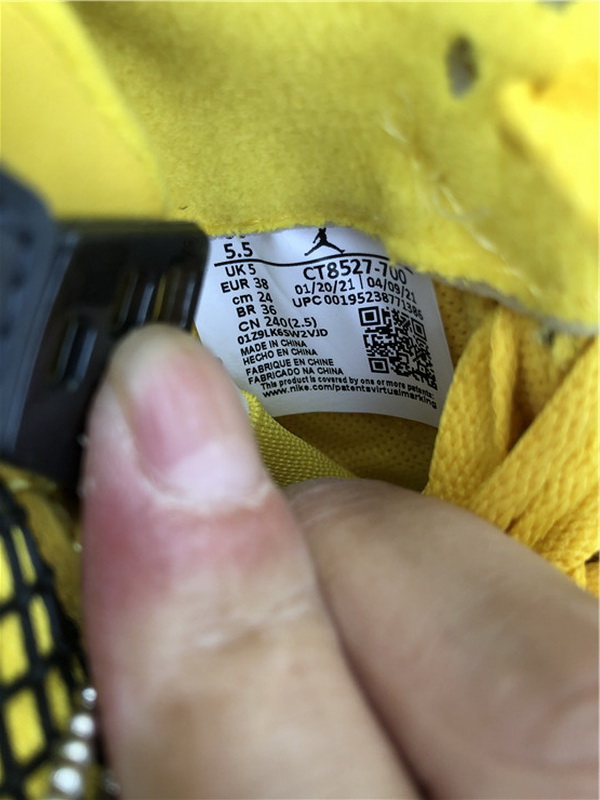 5.5
UK 5
EUR 38
cm 24
BR 36
CN 240(2.5)
01Z9LK6SW2VJD
MADE IN CHINA
HECHO EN CHINA
FABRIQUE EN CHINE
FABRICADO NA CHINA
CT8527-700
01/20/21 | 04/09/21
UPC 00195238771386
This product is covered by one or more patents:
www.nike.com/patentsvirtualmarking